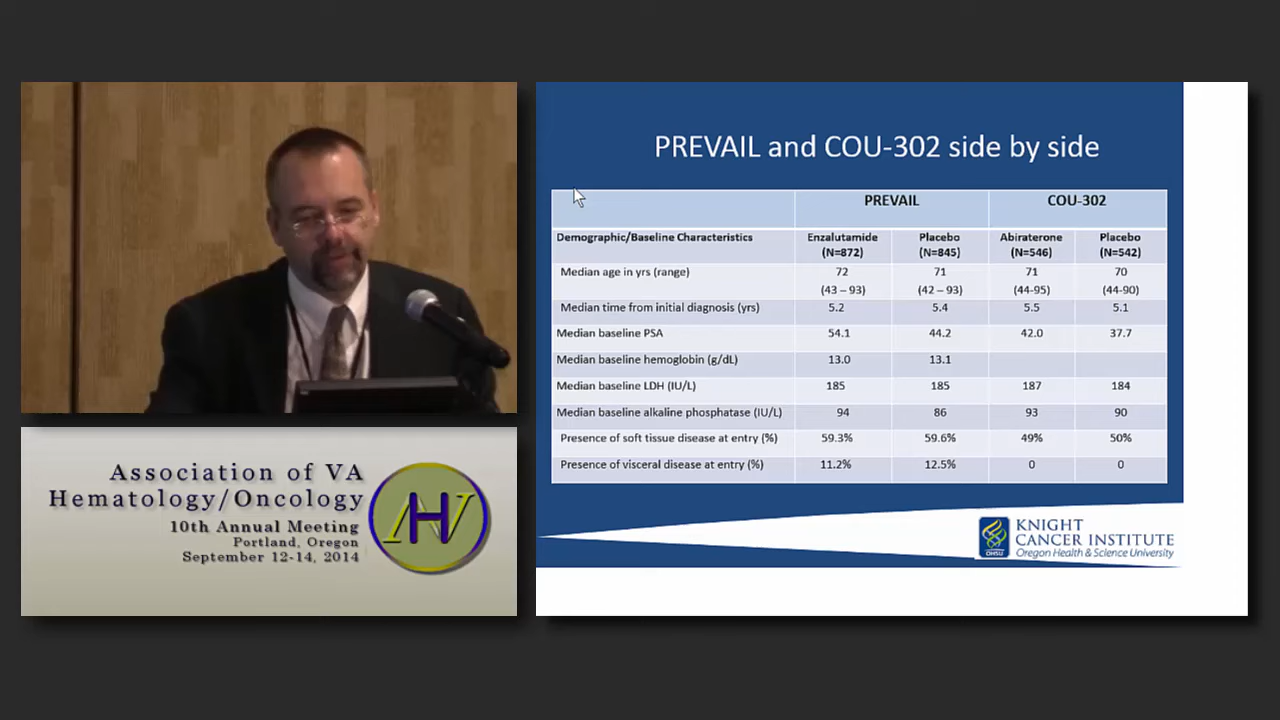 PREVAIL and COU-302 side by side
PREVAIL COU-302
Demographic/Baseline Characteristics Enzalutamide (N=872) Placebo (N=845) Abiraterone (N=546) Placebo (N=542)
Median age in yrs (range) 72 (43 – 93) 71 (42 – 93) 71 (44-95) 70 (44-90)
Median time from initial diagnosis (yrs) 5.2 5.4 5.5 5.1
Median baseline PSA 54.1 44.2 42.0 37.7
Median baseline hemoglobin (g/dL) 13.0 13.1
Median baseline LDH (IU/L) 185 185 187 184
Median baseline alkaline phosphatase (IU/L) 94 86 93 90
Presence of soft tissue disease at entry (%) 59.3% 59.6% 49% 50%
Presence of visceral disease at entry (%) 11.2% 12.5% 0 0
OHSU
KNIGHT
CANCER INSTITUTE
Oregon Health & Science University
Association of VA
Hematology/Oncology
10th Annual Meeting
Portland, Oregon
September 12-14, 2014
AHV